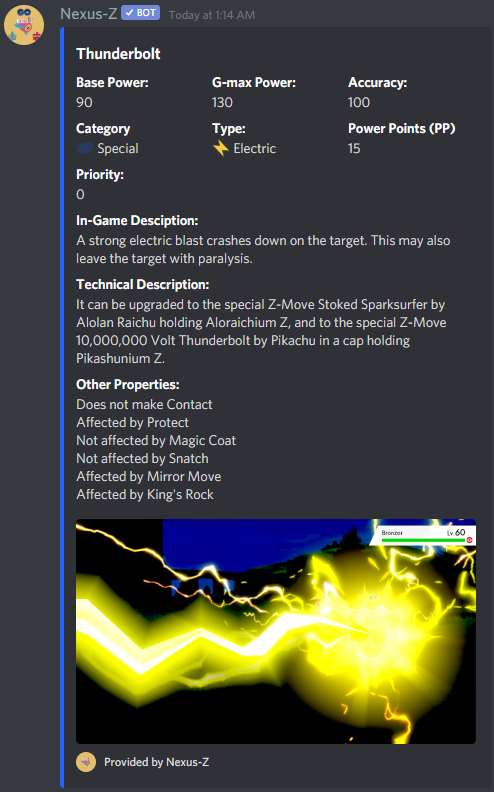 Nexus-Z ✓ BOT Today at 1:14 AM
Thunderbolt
Base Power: G-max Power: Accuracy:
90 130 100
Category Type: Power Points (PP)
Special Electric 15
Priority:
0
In-Game Desciption:
A strong electric blast crashes down on the target. This may also
leave the target with paralysis.
Technical Description:
It can be upgraded to the special Z-Move Stoked Sparksurfer by
Alolan Raichu holding Aloraichium Z, and to the special Z-Move
10,000,000 Volt Thunderbolt by Pikachu in a cap holding
Pikashunium Z.
Other Properties:
Does not make Contact
Affected by Protect
Not affected by Magic Coat
Not affected by Snatch
Affected by Mirror Move
Affected by King's Rock
Bronzor Lv. 60
Provided by Nexus-Z